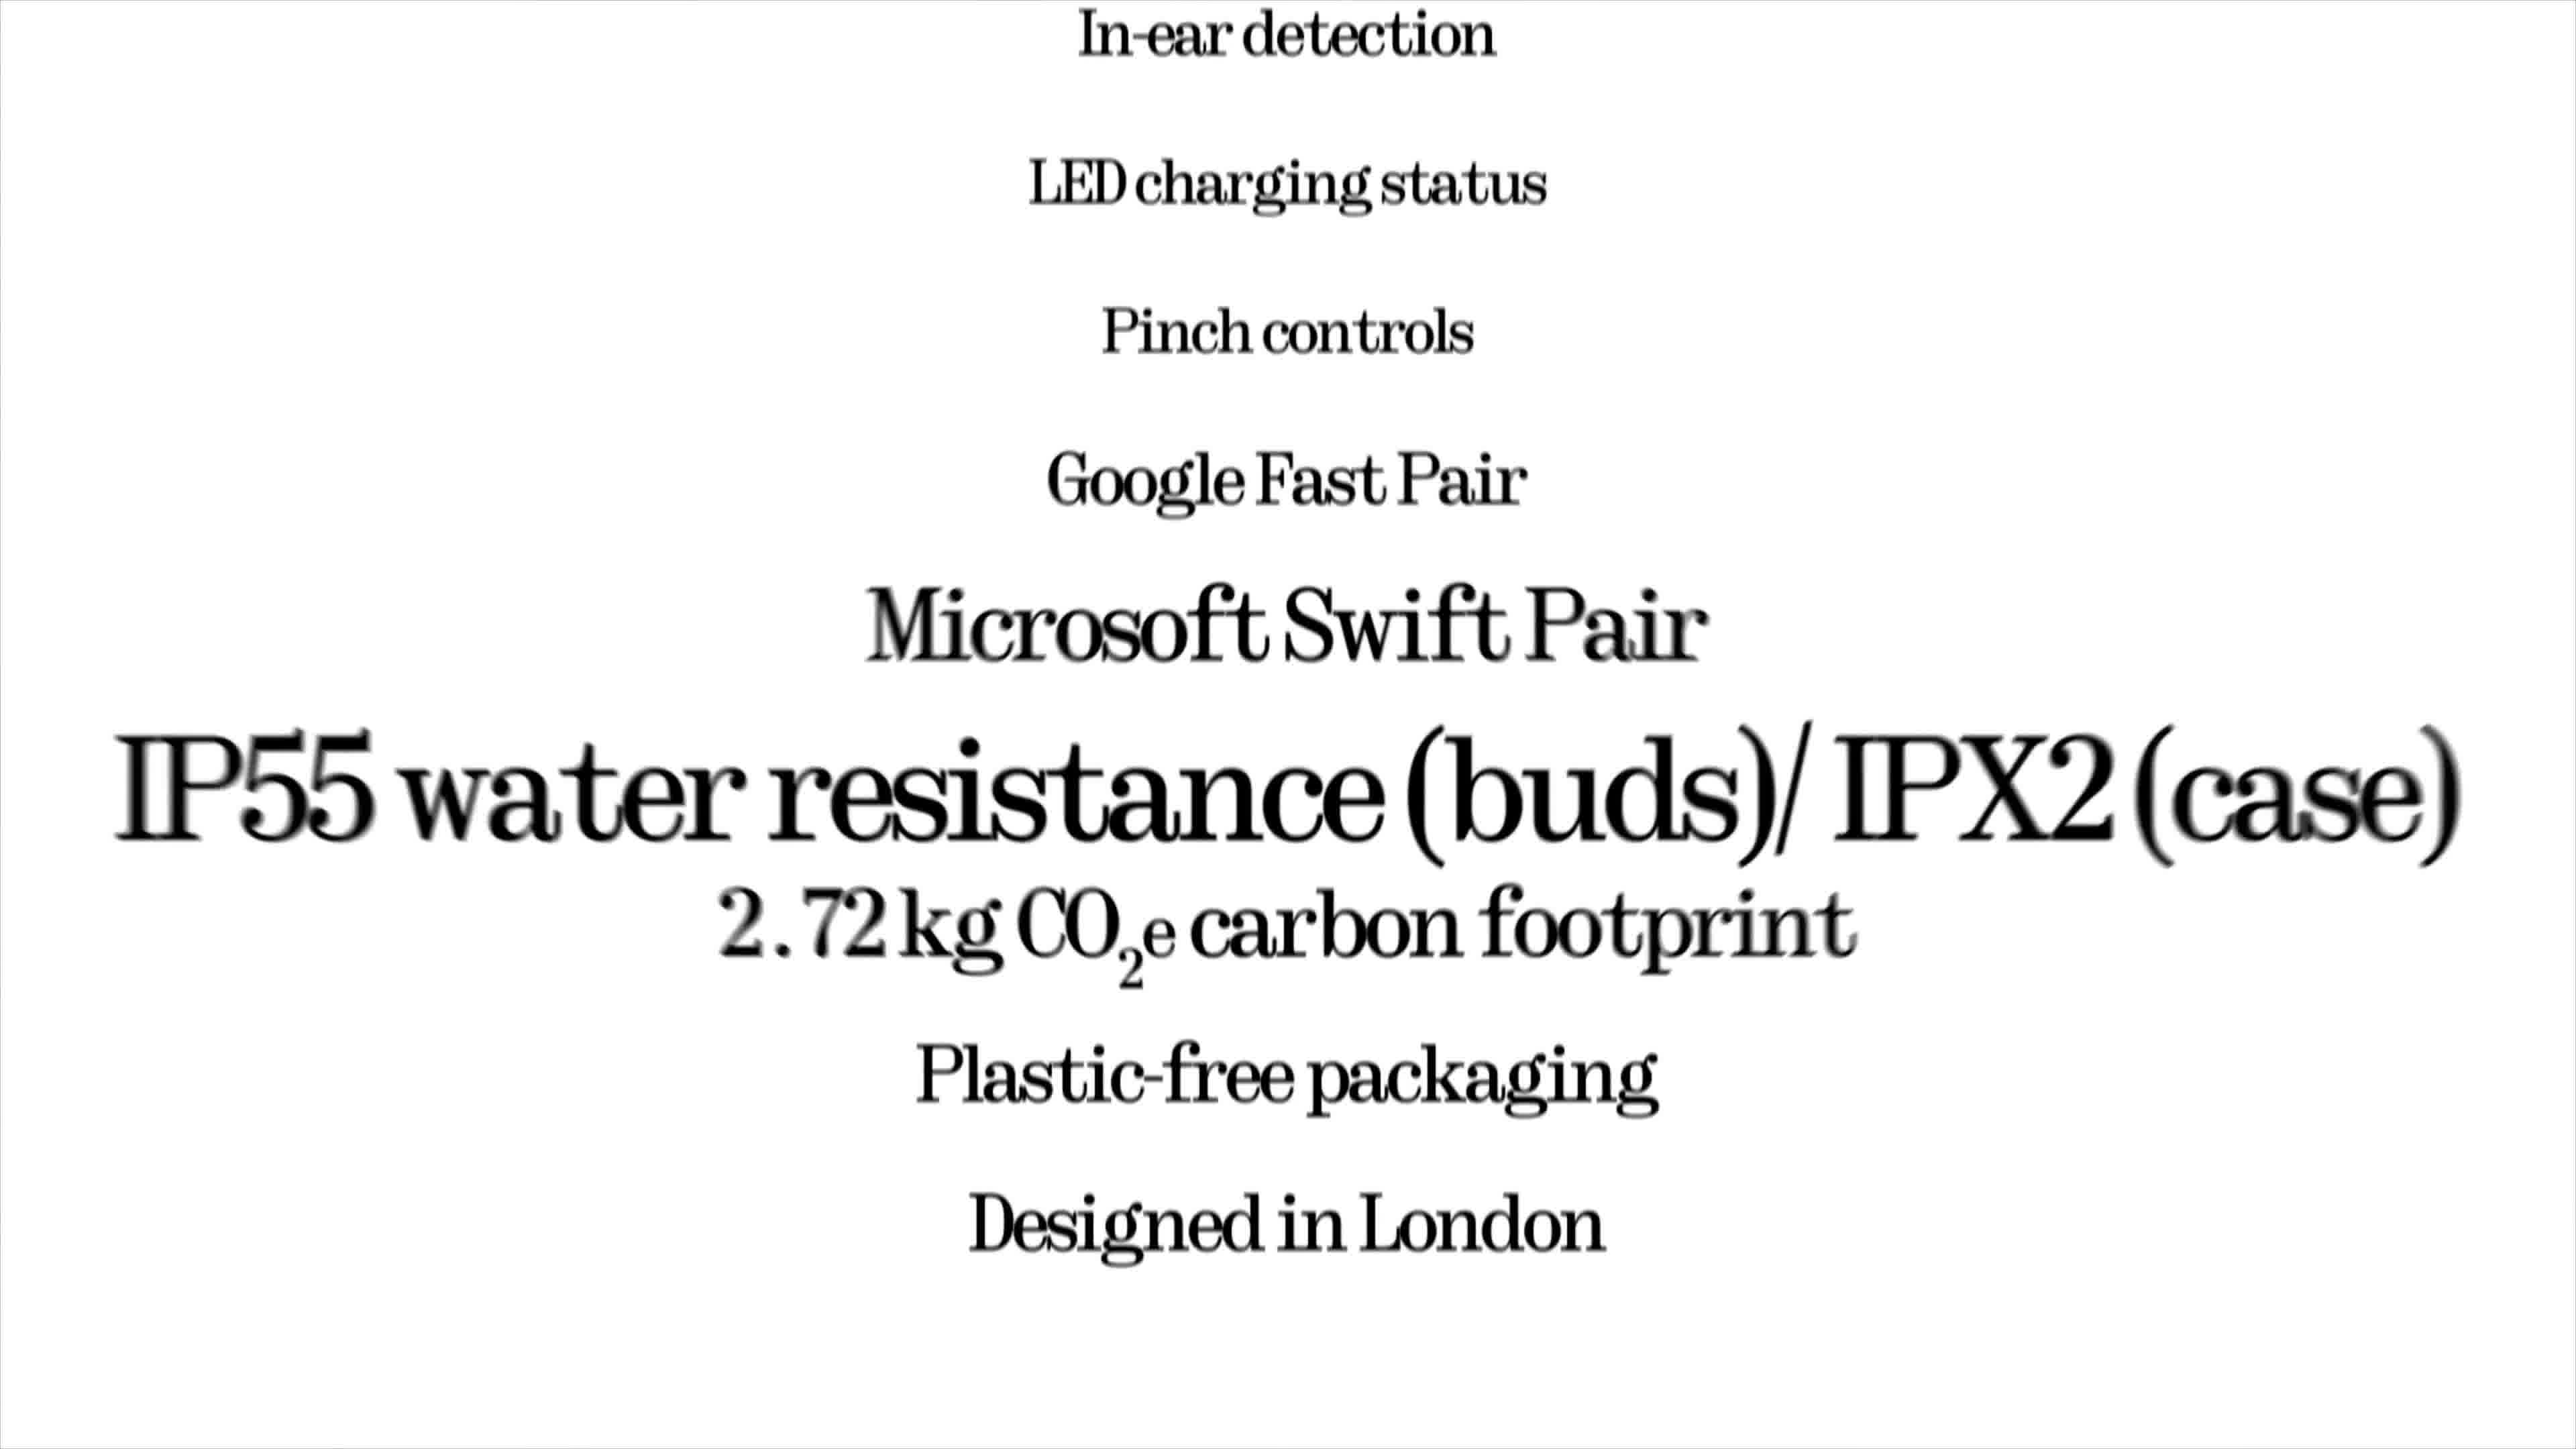 In-ear detection
LED charging status
Pinch controls
Google Fast Pair
Microsoft Swift Pair
IP55 water resistance (buds)/ IPX2 (case)
2.72 kg CO₂e carbon footprint
Plastic-free packaging
Designed in London